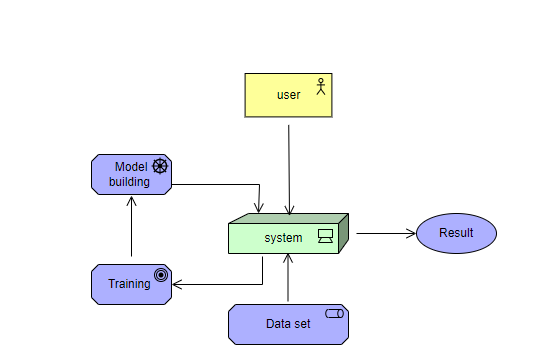 user
Model
building
system
Result
Training
Data set